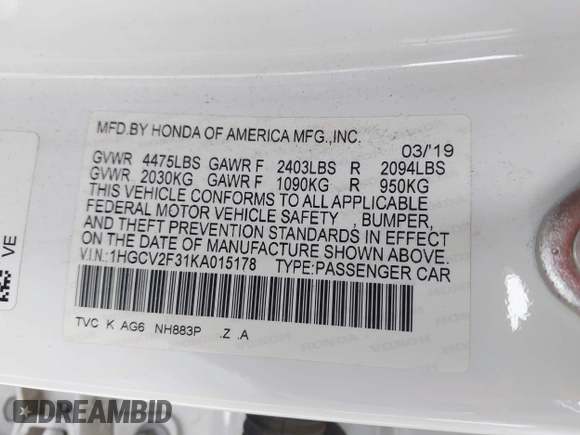 MFD.BY HONDA OF AMERICA MFG.,INC. 03/'19
GVWR 4475LBS GAWR F 2403LBS R 2094LBS
GVWR 2030KG GAWR F 1090KG R 950KG
THIS VEHICLE CONFORMS TO ALL APPLICABLE
FEDERAL MOTOR VEHICLE SAFETY , BUMPER,
AND THEFT PREVENTION STANDARDS IN EFFECT
ON THE DATE OF MANUFACTURE SHOWN ABOVE.
V.I.N.:1HGCV2F31KA015178 TYPE:PASSENGER CAR
TVC K AG6 NH883P .Z .A
VE
DREAMBID